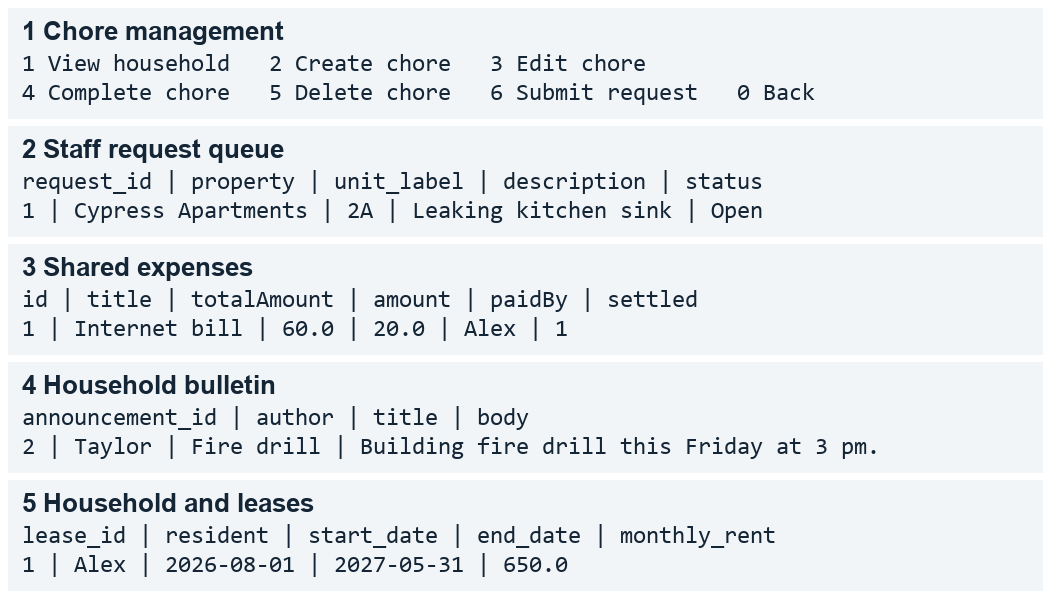 1 Chore management
1 View household   2 Create chore   3 Edit chore
4 Complete chore   5 Delete chore   6 Submit request   0 Back
2 Staff request queue
request_id | property | unit_label | description | status
1 | Cypress Apartments | 2A | Leaking kitchen sink | Open
3 Shared expenses
id | title | totalAmount | amount | paidBy | settled
1 | Internet bill | 60.0 | 20.0 | Alex | 1
4 Household bulletin
announcement_id | author | title | body
2 | Taylor | Fire drill | Building fire drill this Friday at 3 pm.
5 Household and leases
lease_id | resident | start_date | end_date | monthly_rent
1 | Alex | 2026-08-01 | 2027-05-31 | 650.0